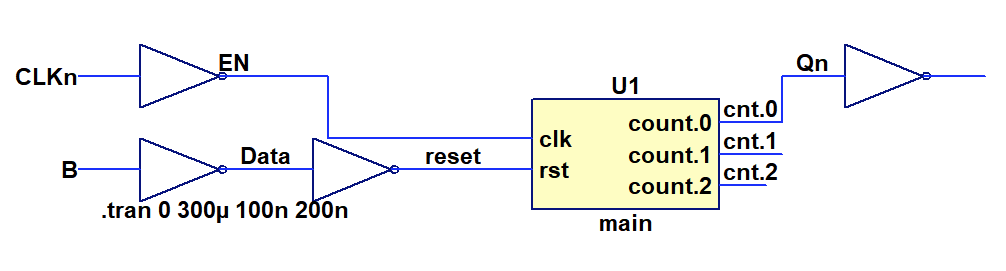 CLKn
EN
B
Data
reset
.tran 0 300µ 100n 200n
U1
clk
rst
count.0
count.1
count.2
main
cnt.0
cnt.1
cnt.2
Qn